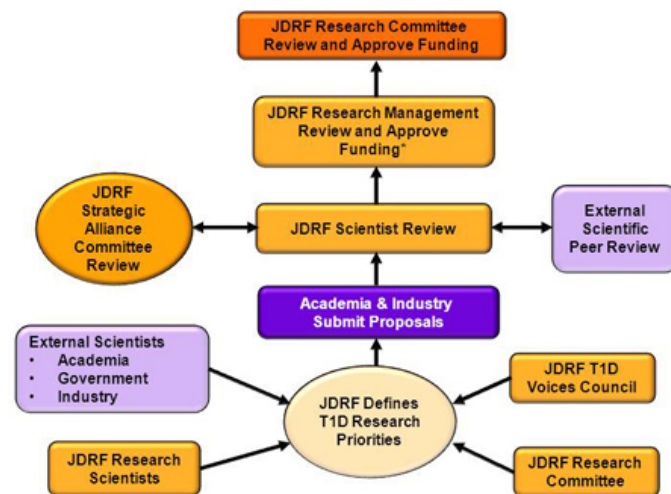 JDRF Research Committee
Review and Approve Funding
JDRF Research Management
Review and Approve
Funding*
JDRF
Strategic
Alliance
Committee
Review
JDRF Scientist Review
External
Scientific
Peer Review
Academia & Industry
Submit Proposals
External Scientists
• Academia
• Government
• Industry
JDRF Defines
T1D Research
Priorities
JDRF T1D
Voices Council
JDRF Research
Scientists
JDRF Research
Committee